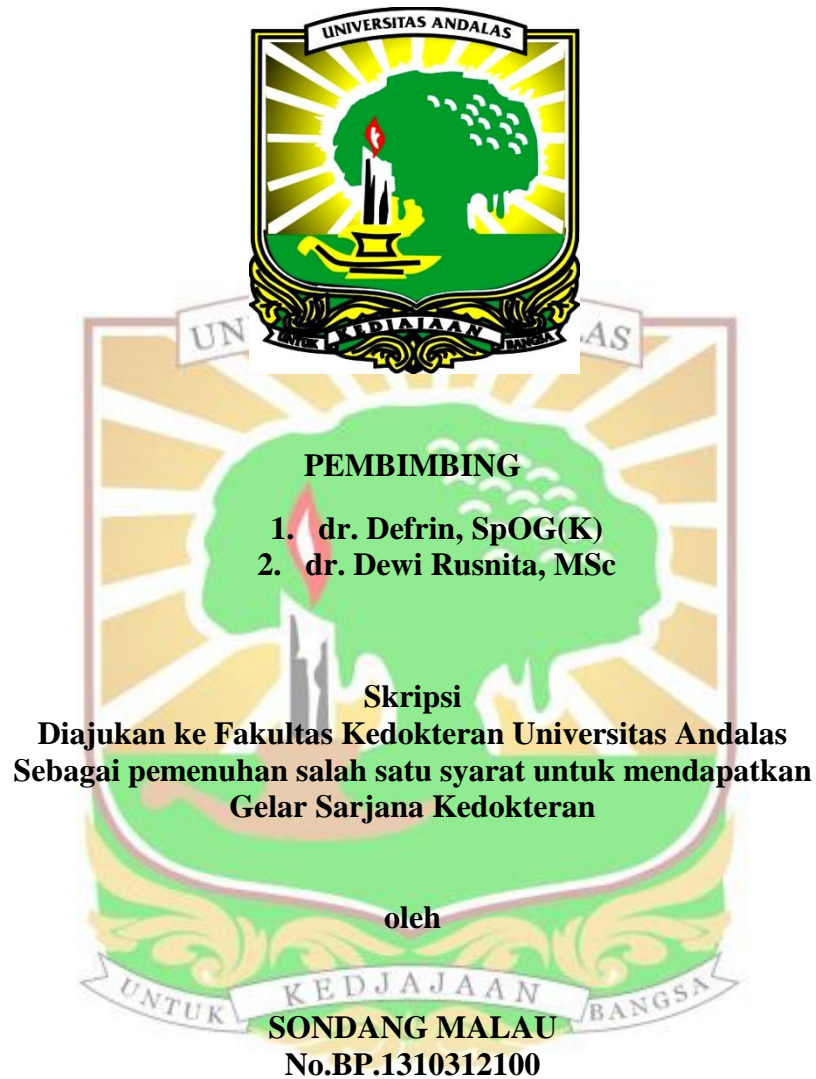 UNIVERSITAS ANDALAS
UNTUK KEDJAJAAN BANGSA
UN ALAS
PEMBIMBING
1. dr. Defrin, SpOG(K)
2. dr. Dewi Rusnita, MSc
Skripsi
Diajukan ke Fakultas Kedokteran Universitas Andalas
Sebagai pemenuhan salah satu syarat untuk mendapatkan
Gelar Sarjana Kedokteran
oleh
UNTUK KEDJAJAAN BANGSA
SONDANG MALAU
No.BP.1310312100